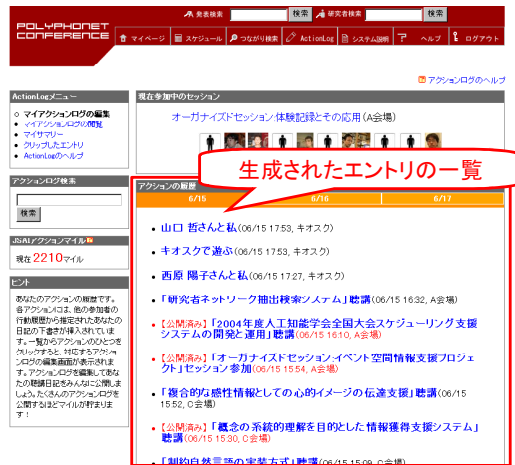 POLYPHONET
CONFERENCE
発表検索 検索 研究者検索 検索
マイページ スケジュール つながり検索 ActionLog システム説明 ? ヘルプ ログアウト
アクションログのヘルプ
ActionLogメニュー
マイアクションログの編集
マイアクションログの閲覧
マイサマリー
クリップしたエントリ
ActionLogのヘルプ
アクションログ検索
検索
JSAIアクションマイル
現在 2210マイル
ヒント
あなたのアクションの履歴です。
各アクションには、他の参加者の
行動履歴から推定されたあなたの
日記の下書きが挿入されていま
す。一覧からアクションのひとつを
クリックすると、対応するアクショ
ンログの編集画面が表示されま
す。アクションログを編集してあな
たの聴講日記をみんなに公開しま
しょう。たくさんのアクションログを
公開するほどマイルが貯まりま
す！
現在参加中のセッション
オーガナイズドセッション:体験記録とその応用 (A会場)
生成されたエントリの一覧
アクションの履歴
6/15 6/16 6/17
山口 哲さんと私(06/15 17:53, キオスク)
キオスクで遊ぶ(06/15 17:53, キオスク)
西原 陽子さんと私(06/15 17:27, キオスク)
「研究者ネットワーク抽出検索システム」聴講(06/15 16:32, A会場)
【公開済み】「2004年度人工知能学会全国大会スケジューリング支援
システムの開発と運用」聴講(06/15 16:10, A会場)
【公開済み】「オーガナイズドセッション:イベント空間情報支援プロジェ
クト」セッション参加(06/15 15:54, A会場)
「複合的な感性情報としての心的イメージの伝達支援」聴講(06/15
15:52, C会場)
【公開済み】「概念の系統的理解を目的とした情報獲得支援システム」
聴講(06/15 15:30, C会場)
「制約自然言語の実装方式」聴講(06/15 15:09, C会場)